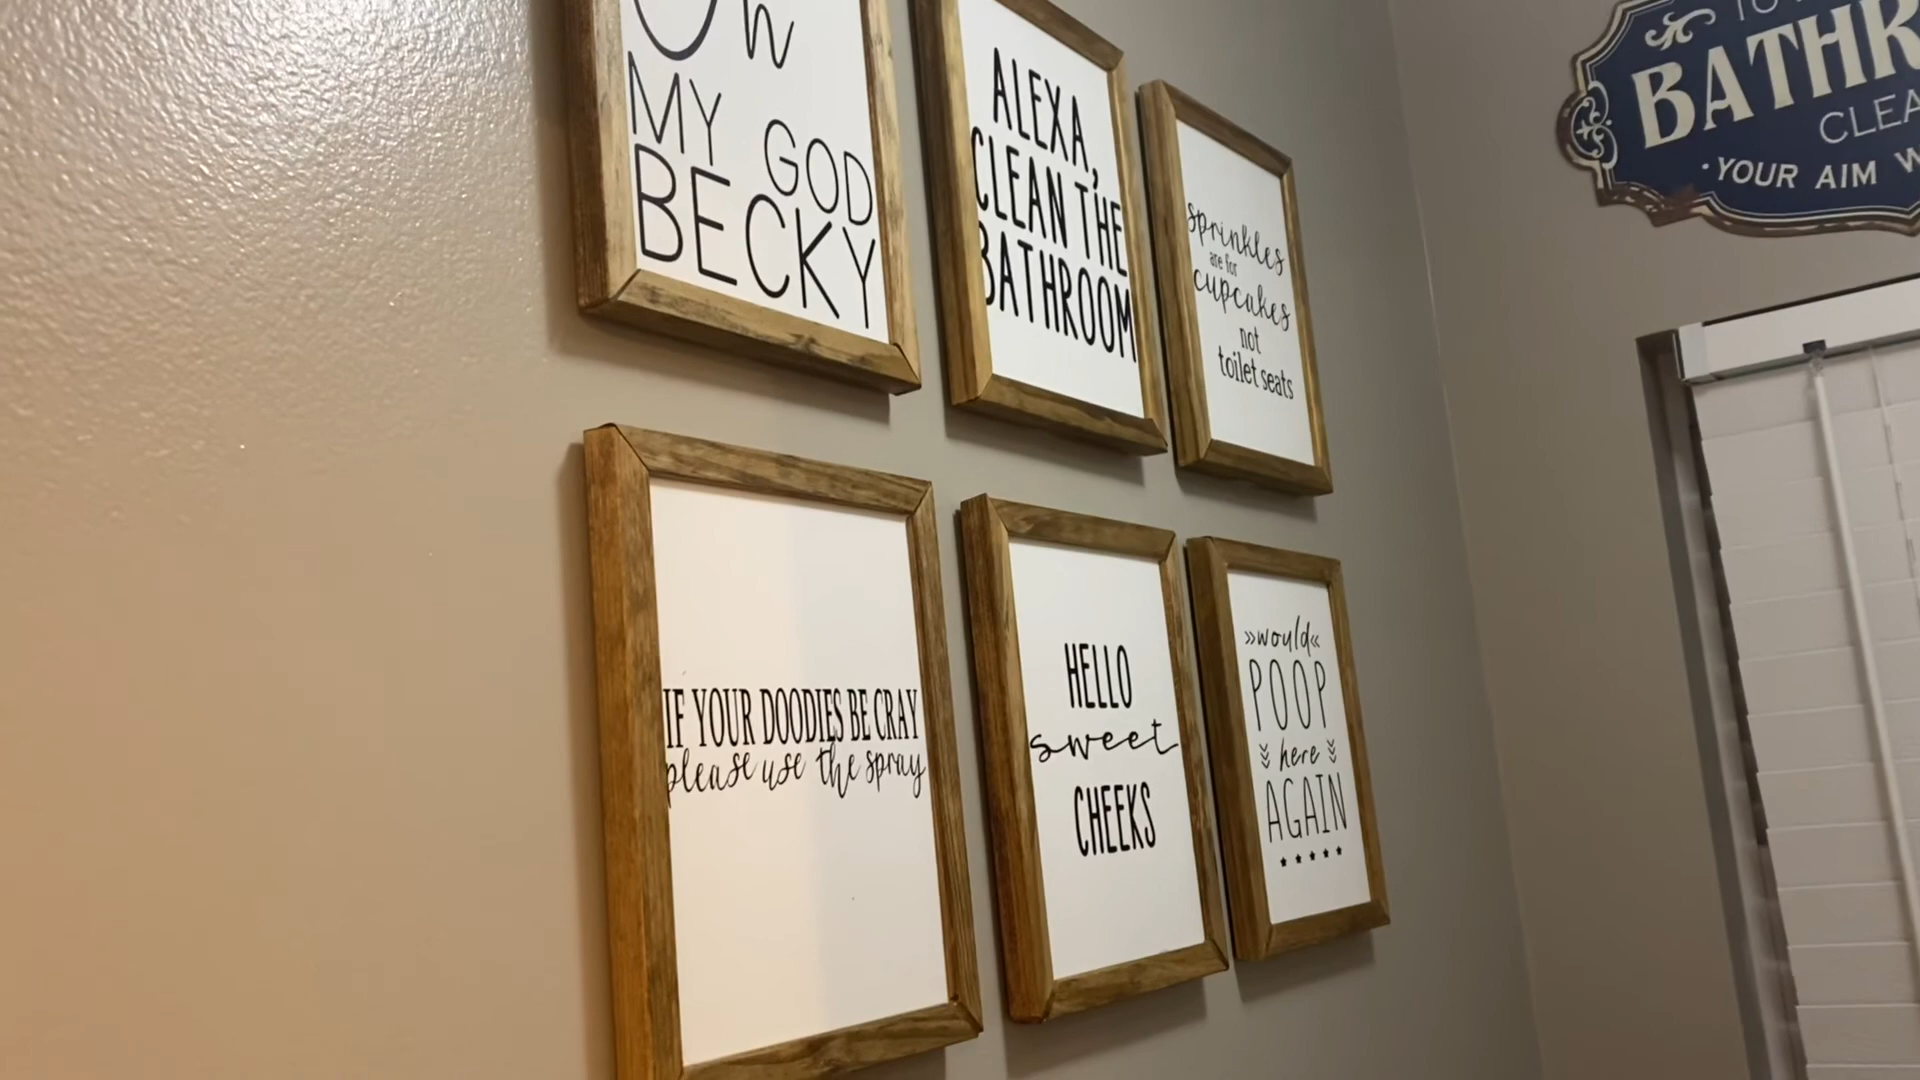 Oh
MY GOD
BECKY
ALEXA,
CLEAN THE
BATHROOM
sprinkles
are for
cupcakes
not
toilet seats
IF YOUR DOODIES BE CRAY
please use the spray
HELLO
sweet
CHEEKS
»would«
POOP
here
AGAIN
★★★★★
TO
BATHR
CLEA
• YOUR AIM W